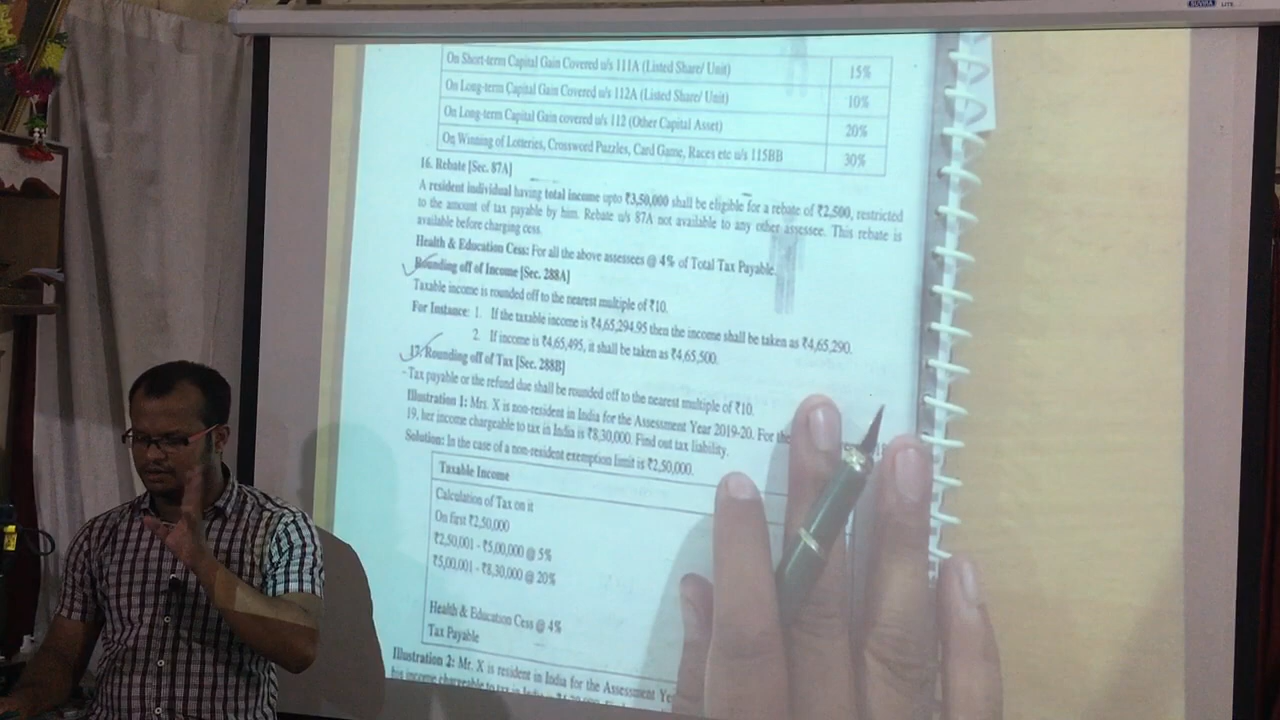 SUVIRA LITE
On Short-term Capital Gain Covered u/s 111A (Listed Share/ Unit) 15%
On Long-term Capital Gain Covered u/s 112A (Listed Share/ Unit) 10%
On Long-term Capital Gain covered u/s 112 (Other Capital Asset) 20%
On Winning of Lotteries, Crossword Puzzles, Card Game, Races etc u/s 115BB 30%
16. Rebate [Sec. 87A]
A resident individual having total income upto ₹3,50,000 shall be eligible for a rebate of ₹2,500, restricted
to the amount of tax payable by him. Rebate u/s 87A not available to any other assessee. This rebate is
available before charging cess.
Health & Education Cess: For all the above assessees @ 4% of Total Tax Payable.
Rounding off of Income [Sec. 288A]
Taxable income is rounded off to the nearest multiple of ₹10.
For Instance: 1. If the taxable income is ₹4,65,294.95 then the income shall be taken as ₹4,65,290.
2. If income is ₹4,65,495, it shall be taken as ₹4,65,500.
17. Rounding off of Tax [Sec. 288B]
- Tax payable or the refund due shall be rounded off to the nearest multiple of ₹10.
Illustration 1: Mrs. X is non-resident in India for the Assessment Year 2019-20. For the
19, her income chargeable to tax in India is ₹8,30,000. Find out tax liability.
Solution: In the case of a non-resident exemption limit is ₹2,50,000.
Taxable Income
Calculation of Tax on it
On first ₹2,50,000
₹2,50,001 - ₹5,00,000 @ 5%
₹5,00,001 - ₹8,30,000 @ 20%
Health & Education Cess @ 4%
Tax Payable
Illustration 2: Mr. X is resident in India for the Assessment Ye
his income chargeable to tax in